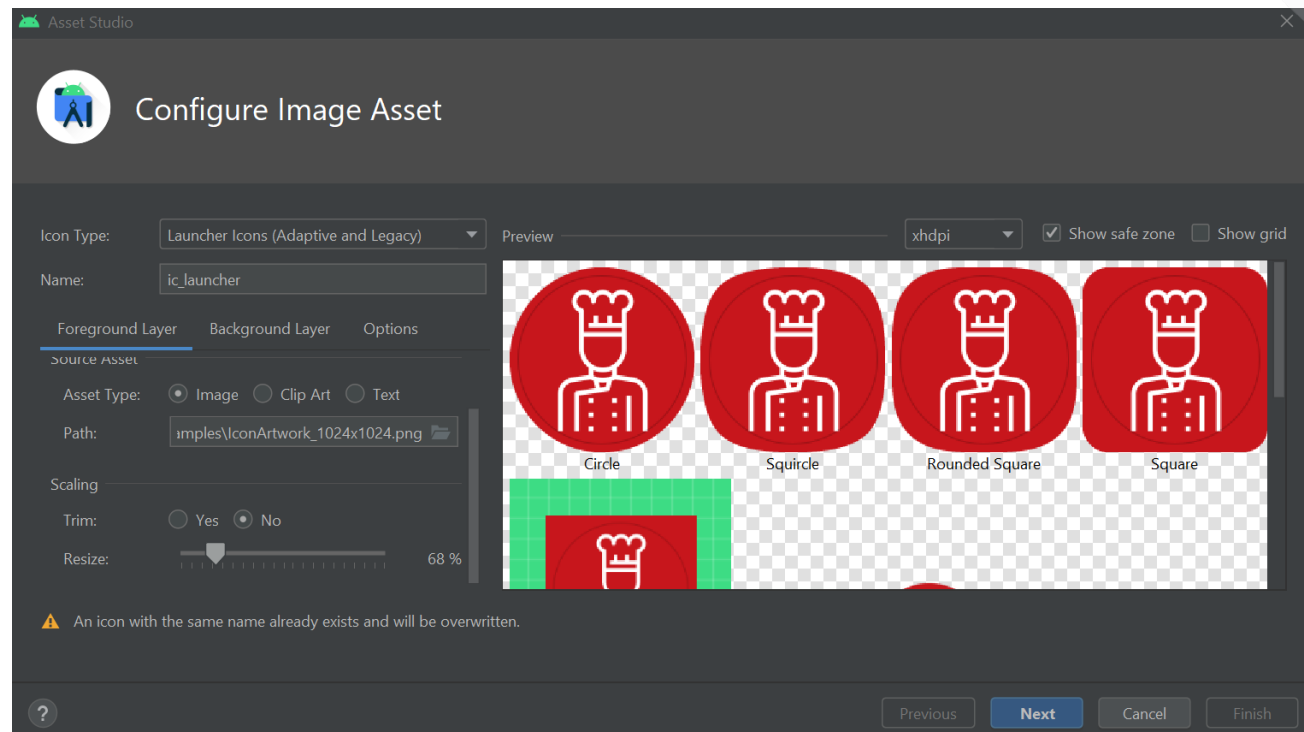 Asset Studio
Configure Image Asset
Icon Type: Launcher Icons (Adaptive and Legacy)
Name: ic_launcher
Foreground Layer Background Layer Options
Source Asset
Asset Type: Image Clip Art Text
Path: ımples\IconArtwork_1024x1024.png
Scaling
Trim: Yes No
Resize: 68 %
Preview xhdpi Show safe zone Show grid
Circle Squircle Rounded Square Square
An icon with the same name already exists and will be overwritten.
? Previous Next Cancel Finish